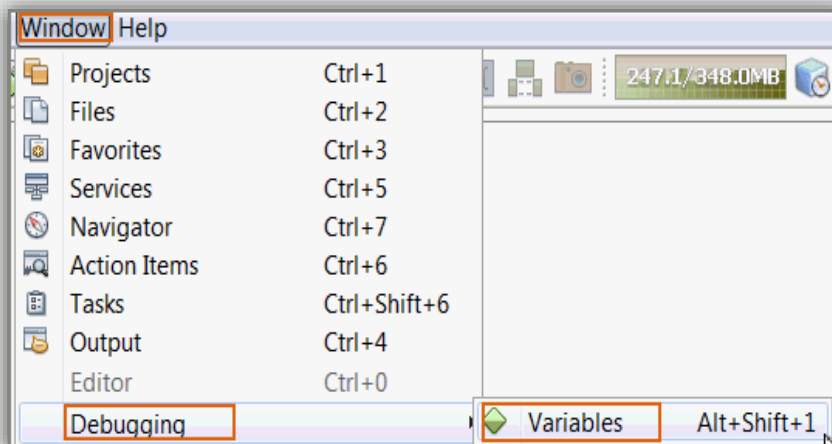 Window Help
Projects Ctrl+1
247.1/348.0MB
Files Ctrl+2
Favorites Ctrl+3
Services Ctrl+5
Navigator Ctrl+7
Action Items Ctrl+6
Tasks Ctrl+Shift+6
Output Ctrl+4
Editor Ctrl+0
Debugging
Variables Alt+Shift+1